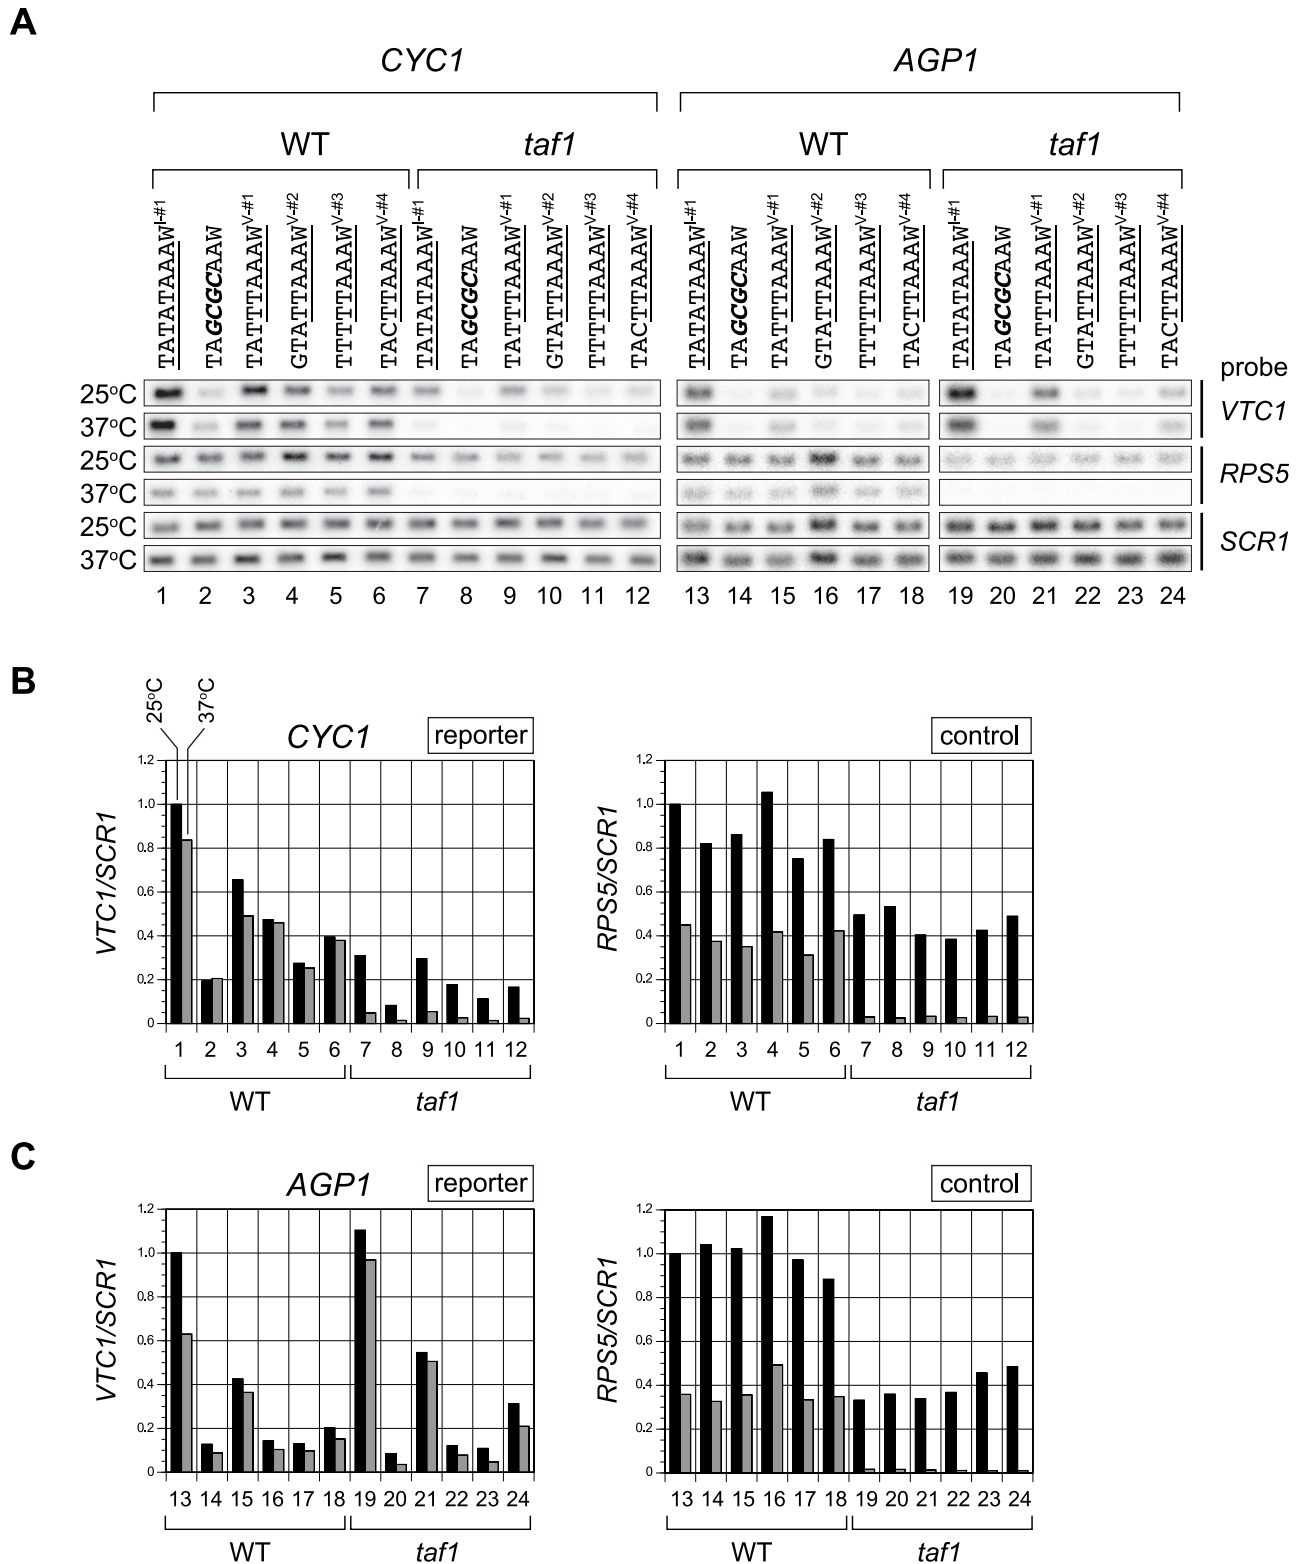 A
CYC1 AGP1
WT taf1 WT taf1
TATATAAAW I-#1
TAGCGCAAW
TATTTAAAW V-#1
GTATTAAAW V-#2
TTTTTAAAW V-#3
TACTTAAAW V-#4
TATATAAAW I-#1
TAGCGCAAW
TATTTAAAW V-#1
GTATTAAAW V-#2
TTTTTAAAW V-#3
TACTTAAAW V-#4
TATATAAAW I-#1
TAGCGCAAW
TATTTAAAW V-#1
GTATTAAAW V-#2
TTTTTAAAW V-#3
TACTTAAAW V-#4
TATATAAAW I-#1
TAGCGCAAW
TATTTAAAW V-#1
GTATTAAAW V-#2
TTTTTAAAW V-#3
TACTTAAAW V-#4
probe
25°C
VTC1
37°C
25°C
RPS5
37°C
25°C
SCR1
37°C
1 2 3 4 5 6 7 8 9 10 11 12 13 14 15 16 17 18 19 20 21 22 23 24
B
25°C 37°C
CYC1 reporter
VTC1/SCR1
1.2
1.0
0.8
0.6
0.4
0.2
0
1 2 3 4 5 6 7 8 9 10 11 12
WT taf1
control
RPS5/SCR1
1.2
1.0
0.8
0.6
0.4
0.2
0
1 2 3 4 5 6 7 8 9 10 11 12
WT taf1
C
AGP1 reporter
VTC1/SCR1
1.2
1.0
0.8
0.6
0.4
0.2
0
13 14 15 16 17 18 19 20 21 22 23 24
WT taf1
control
RPS5/SCR1
1.2
1.0
0.8
0.6
0.4
0.2
0
13 14 15 16 17 18 19 20 21 22 23 24
WT taf1